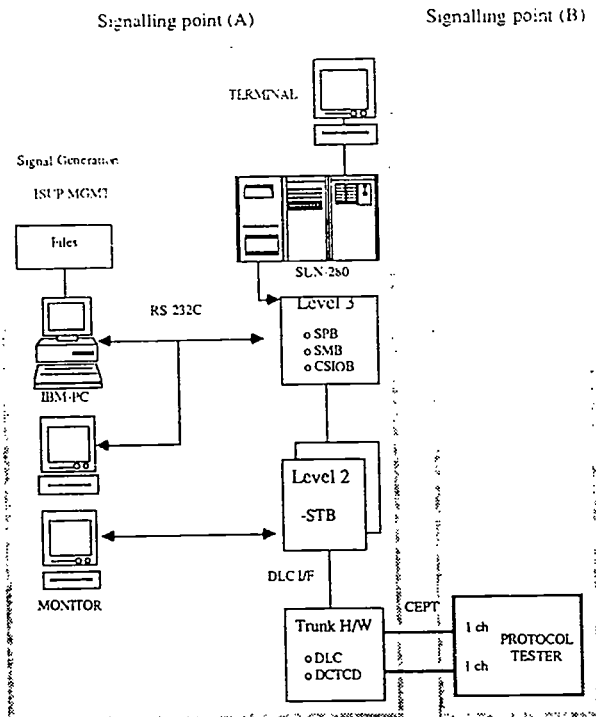 Signalling point (A)
Signalling point (B)
TERMINAL
Signal Generation
ISUP MGMT
Files
SUN-280
RS 232C
Level 3
o SPB
o SMB
o CSIOB
IBM-PC
Level 2
-STB
MONITOR
DLC I/F
CEPT
Trunk H/W
o DLC
o DCTCD
1 ch
1 ch
PROTOCOL
TESTER